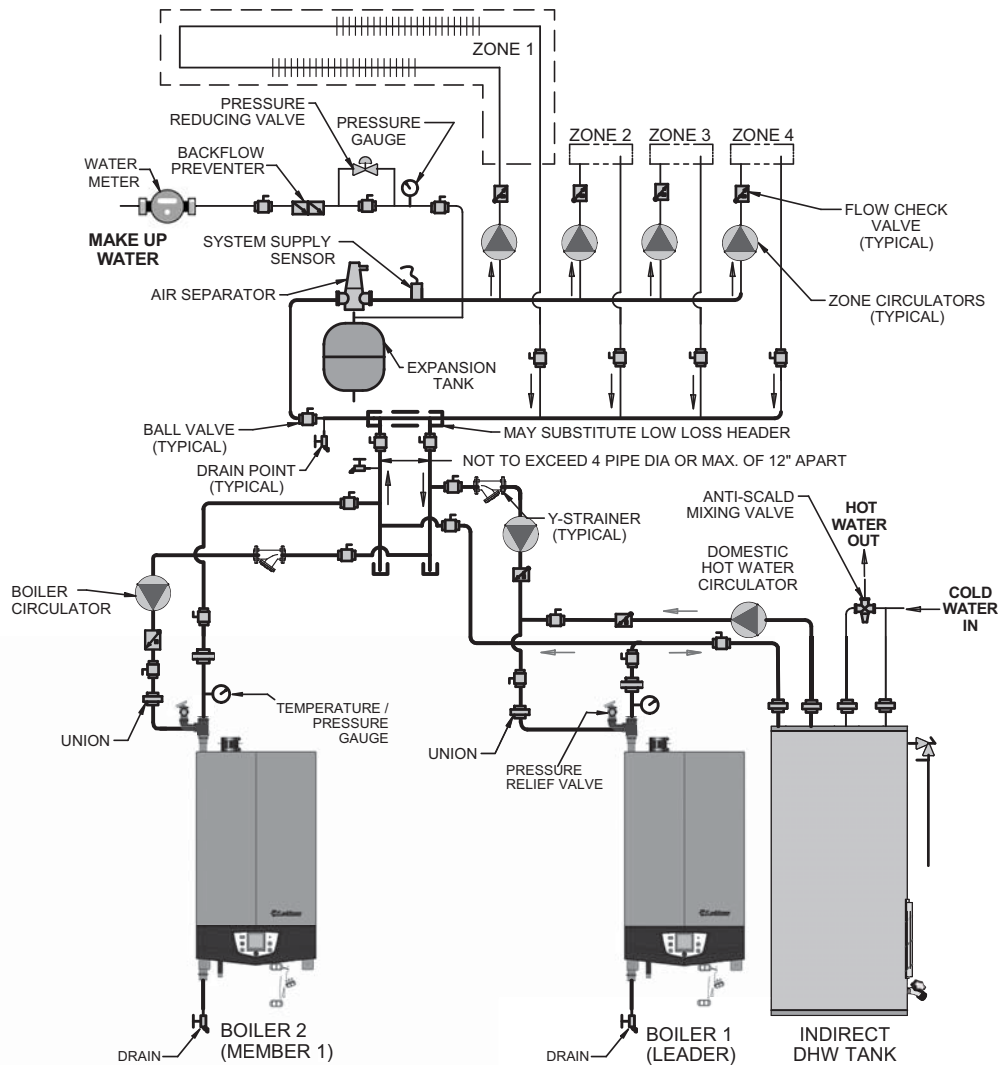 ZONE 1
PRESSURE
REDUCING VALVE
PRESSURE
GAUGE
ZONE 2
ZONE 3
ZONE 4
WATER
METER
BACKFLOW
PREVENTER
FLOW CHECK
VALVE
(TYPICAL)
MAKE UP
WATER
SYSTEM SUPPLY
SENSOR
AIR SEPARATOR
ZONE CIRCULATORS
(TYPICAL)
EXPANSION
TANK
BALL VALVE
(TYPICAL)
MAY SUBSTITUTE LOW LOSS HEADER
DRAIN POINT
(TYPICAL)
NOT TO EXCEED 4 PIPE DIA OR MAX. OF 12" APART
ANTI-SCALD
MIXING VALVE
HOT
WATER
OUT
Y-STRAINER
(TYPICAL)
DOMESTIC
HOT WATER
CIRCULATOR
BOILER
CIRCULATOR
COLD
WATER
IN
TEMPERATURE /
PRESSURE
GAUGE
UNION
UNION
PRESSURE
RELIEF VALVE
Lochinvar
Lochinvar
DRAIN
BOILER 2
(MEMBER 1)
DRAIN
BOILER 1
(LEADER)
INDIRECT
DHW TANK